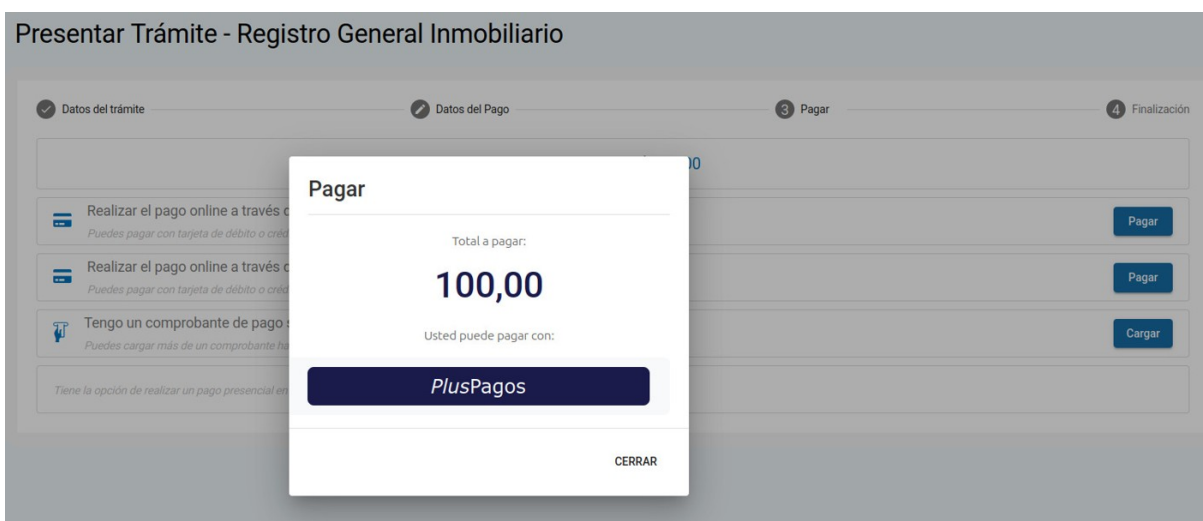 Presentar Trámite - Registro General Inmobiliario
Datos del trámite
Datos del Pago
3 Pagar
4 Finalización
00
Pagar
Total a pagar:
100,00
Usted puede pagar con:
PlusPagos
CERRAR
Realizar el pago online a través
Puedes pagar con tarjeta de débito o
Pagar
Realizar el pago online a través
Puedes pagar con tarjeta de débito o
Pagar
Tengo un comprobante de pago
Puedes cargar más de un comprobante
Cargar
Tiene la opción de realizar un pago presencial en